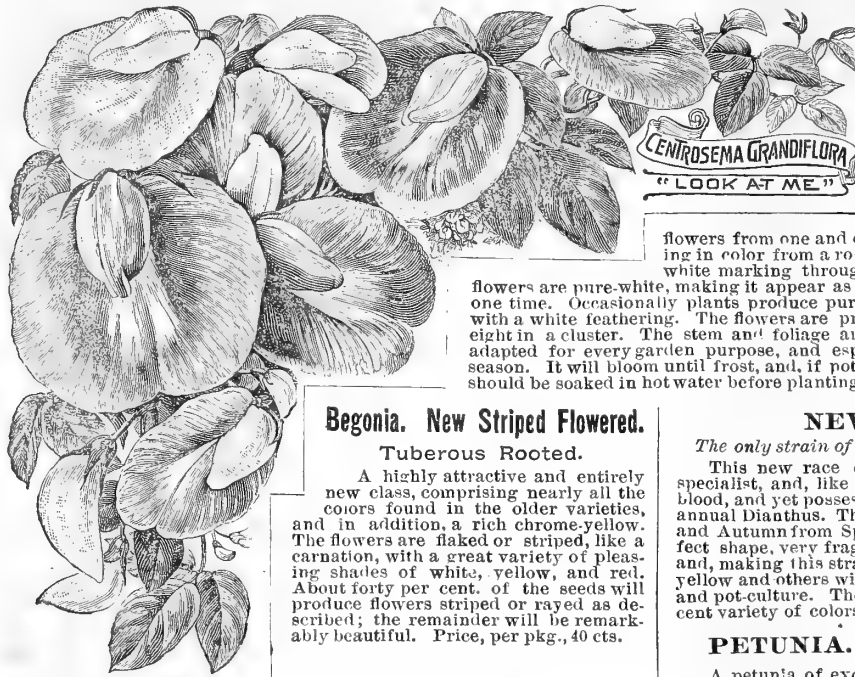 CENTROSEMA GRANDIFLORA
"LOOK AT ME"
flowers from one and
ing in color from a ro
white marking throug
flowers are pure-white, making it appear as
one time. Occasionally plants produce pur
with a white feathering. The flowers are pr
eight in a cluster. The stem and foliage ar
adapted for every garden purpose, and esp
season. It will bloom until frost, and, if pot
should be soaked in hot water before planting
Begonia. New Striped Flowered.
Tuberous Rooted.
A highly attractive and entirely
new class, comprising nearly all the
colors found in the older varieties,
and in addition, a rich chrome-yellow.
The flowers are flaked or striped, like a
carnation, with a great variety of pleas-
ing shades of white, yellow, and red.
About forty per cent. of the seeds will
produce flowers striped or rayed as de-
scribed; the remainder will be remark-
ably beautiful. Price, per pkg., 40 cts.
NEW
The only strain of
This new race
specialist, and, like
blood, and yet posses
annual Dianthus. Th
and Autumn from Sp
fect shape, very frag
and, making this stra
yellow and others wi
and pot-culture. The
cent variety of colors
PETUNIA.
A petunia of exc